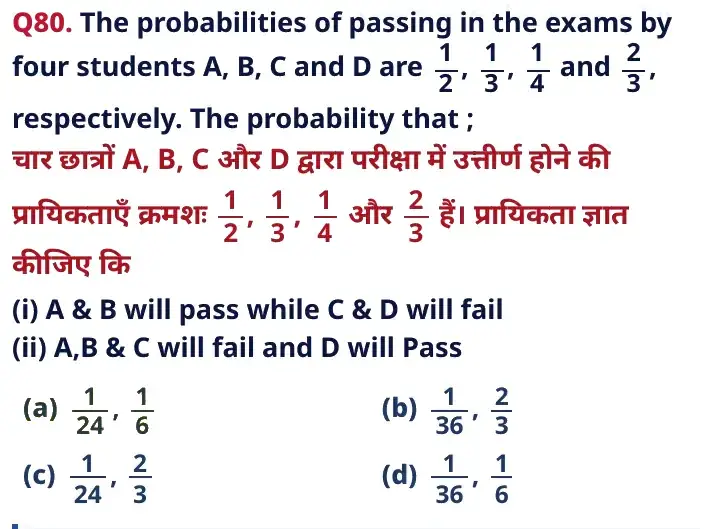 Q80. The probabilities of passing in the exams by
four students A, B, C and D are 1/2, 1/3, 1/4 and 2/3,
respectively. The probability that ;
चार छात्रों A, B, C और D द्वारा परीक्षा में उत्तीर्ण होने की
प्रायिकताएँ क्रमशः 1/2, 1/3, 1/4 और 2/3 हैं। प्रायिकता ज्ञात
कीजिए कि
(i) A & B will pass while C & D will fail
(ii) A,B & C will fail and D will Pass
(a) 1/24, 1/6 (b) 1/36, 2/3
(c) 1/24, 2/3 (d) 1/36, 1/6